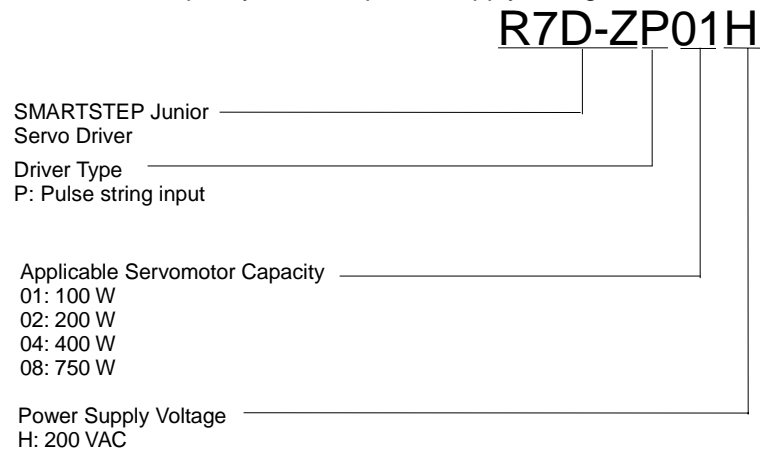 R7D-ZP01H
SMARTSTEP Junior
Servo Driver
Driver Type
P: Pulse string input
Applicable Servomotor Capacity
01: 100 W
02: 200 W
04: 400 W
08: 750 W
Power Supply Voltage
H: 200 VAC